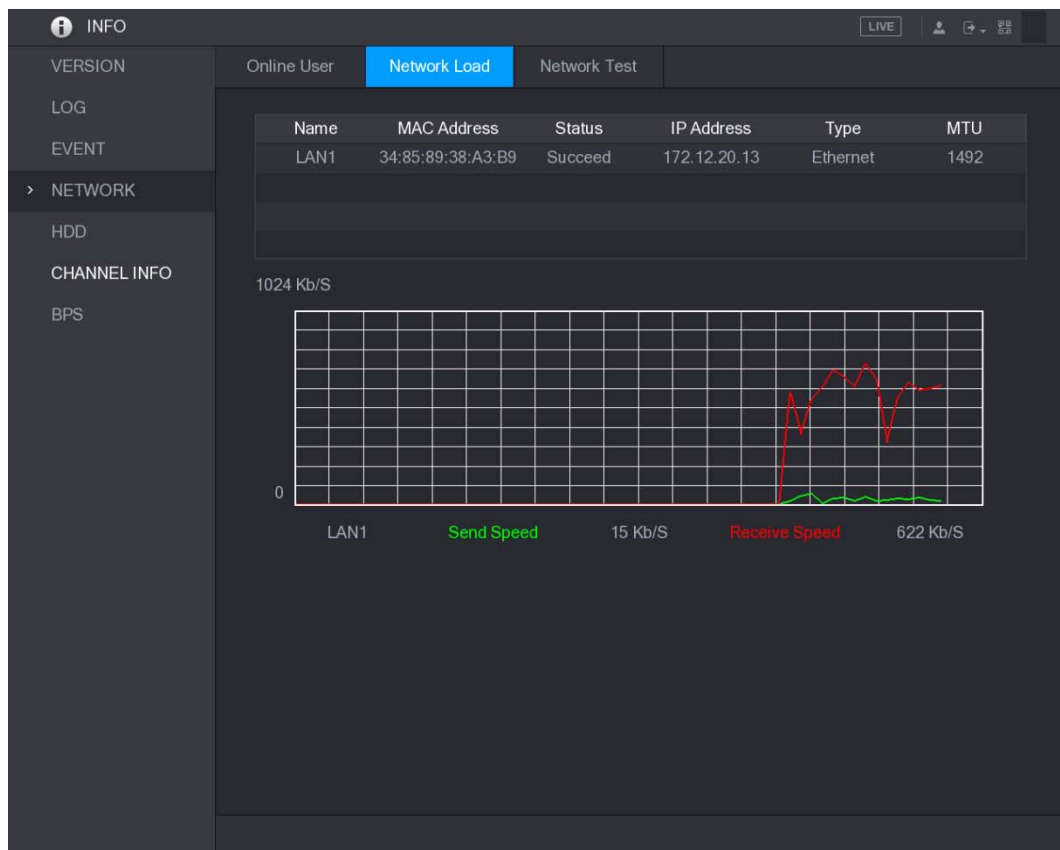 INFO LIVE
VERSION
LOG
EVENT
> NETWORK
HDD
CHANNEL INFO
BPS
Online User Network Load Network Test
Name MAC Address Status IP Address Type MTU
LAN1 34:85:89:38:A3:B9 Succeed 172.12.20.13 Ethernet 1492
1024 Kb/S
0
LAN1 Send Speed 15 Kb/S Receive Speed 622 Kb/S